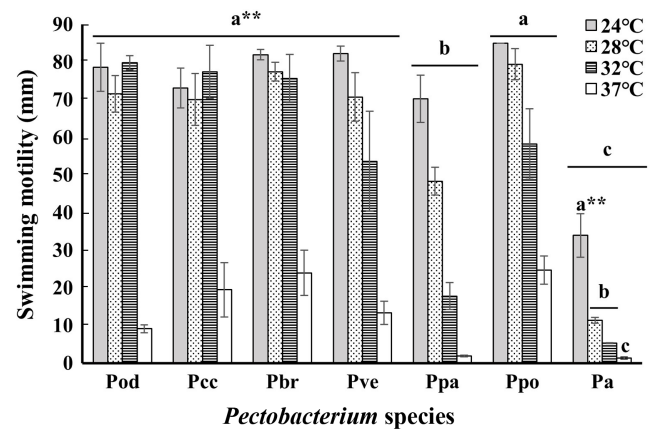 a**
a
b
24°C
28°C
32°C
37°C
c
a**
b
c
Swimming motility (mm)
90
80
70
60
50
40
30
20
10
0
Pod Pcc Pbr Pve Ppa Ppo Pa
Pectobacterium species